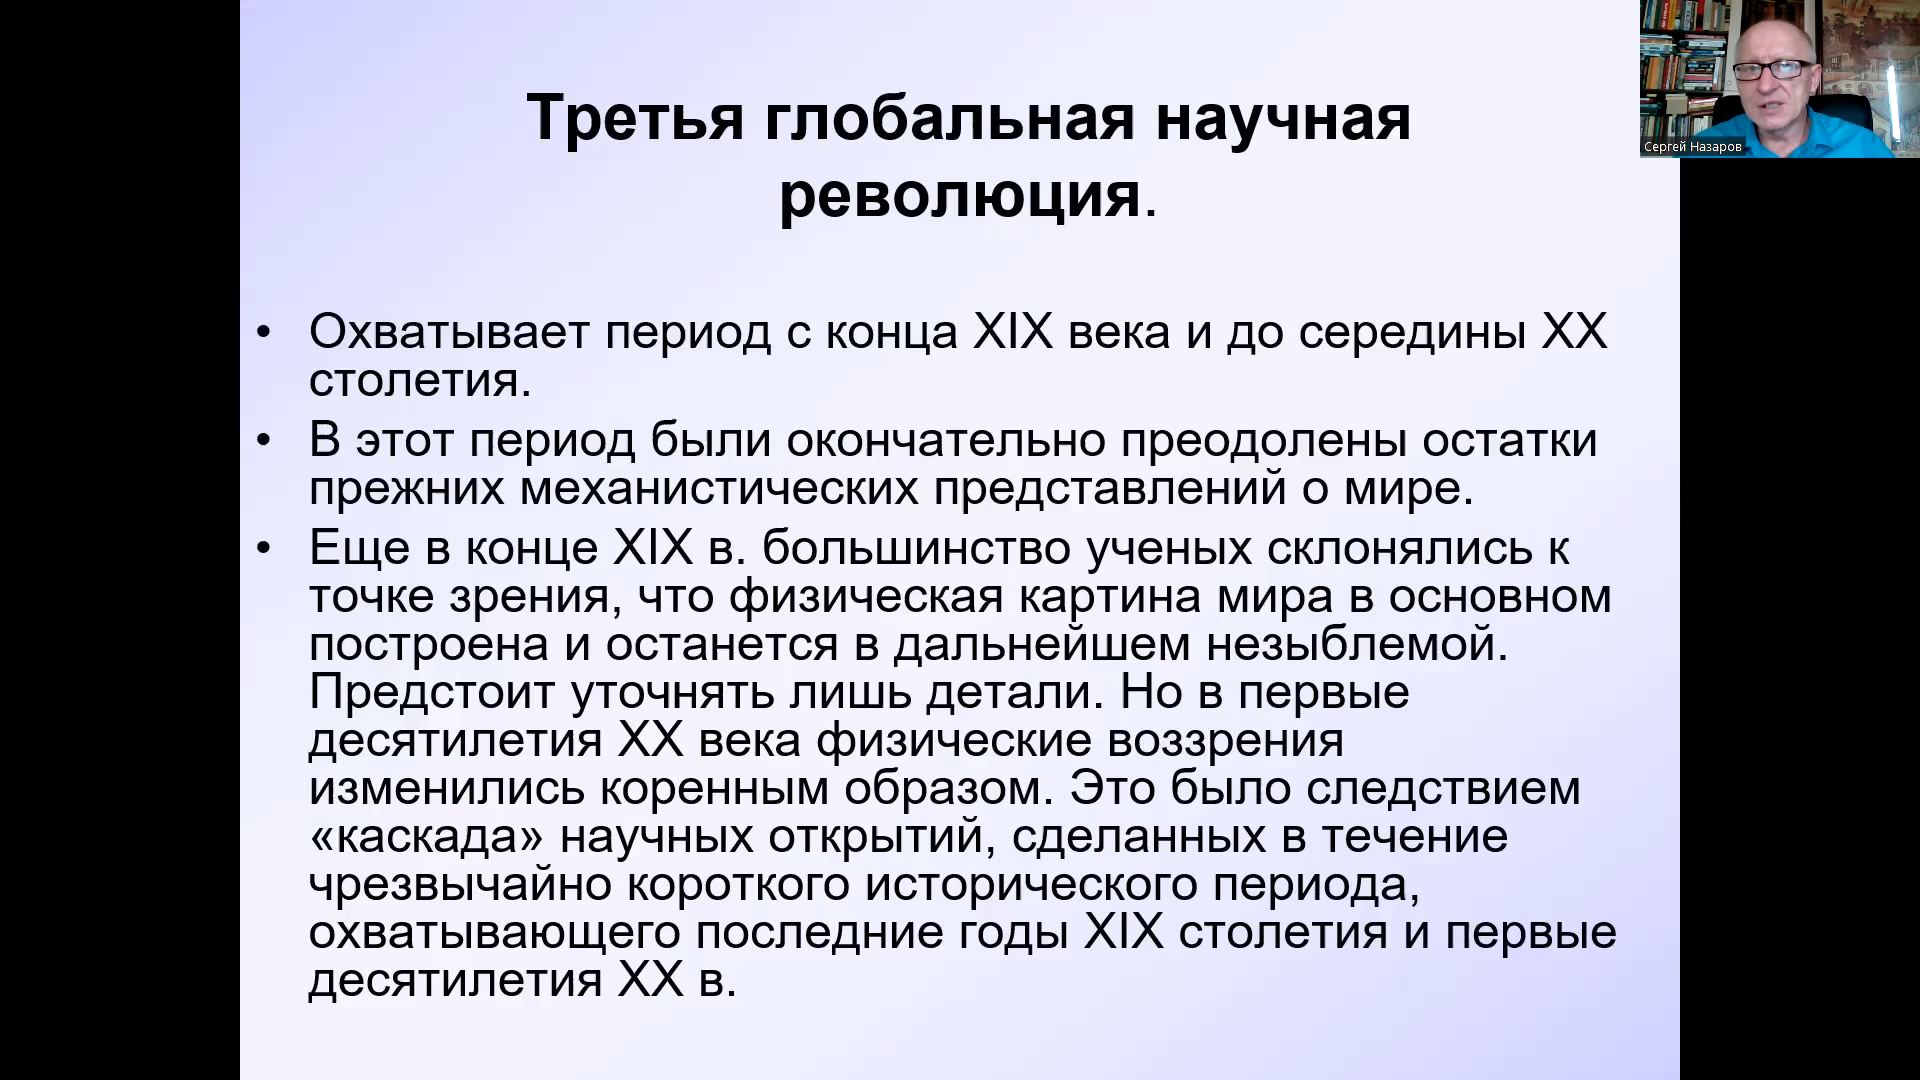 Третья глобальная научная
революция.
Сергей Назаров
• Охватывает период с конца XIX века и до середины XX
столетия.
• В этот период были окончательно преодолены остатки
прежних механистических представлений о мире.
• Еще в конце XIX в. большинство ученых склонялись к
точке зрения, что физическая картина мира в основном
построена и останется в дальнейшем незыблемой.
Предстоит уточнять лишь детали. Но в первые
десятилетия XX века физические воззрения
изменились коренным образом. Это было следствием
«каскада» научных открытий, сделанных в течение
чрезвычайно короткого исторического периода,
охватывающего последние годы XIX столетия и первые
десятилетия XX в.